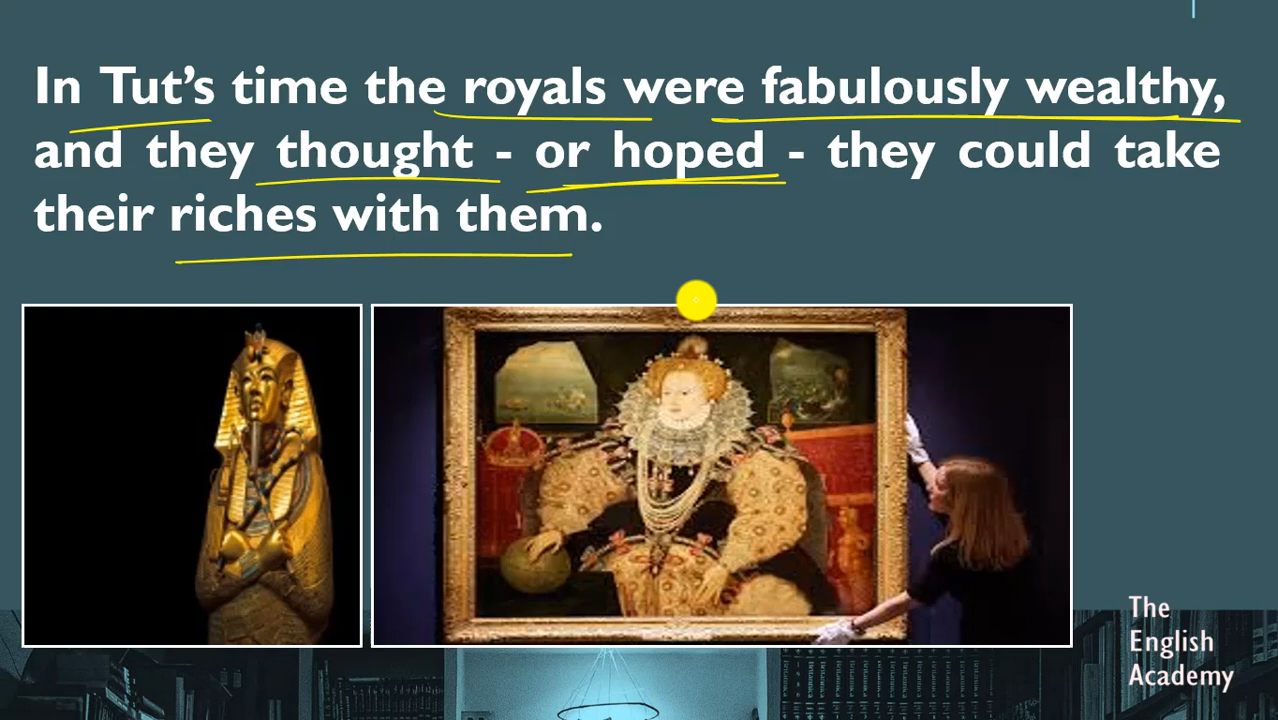 In Tut’s time the royals were fabulously wealthy,
and they thought - or hoped - they could take
their riches with them.
The
English
Academy